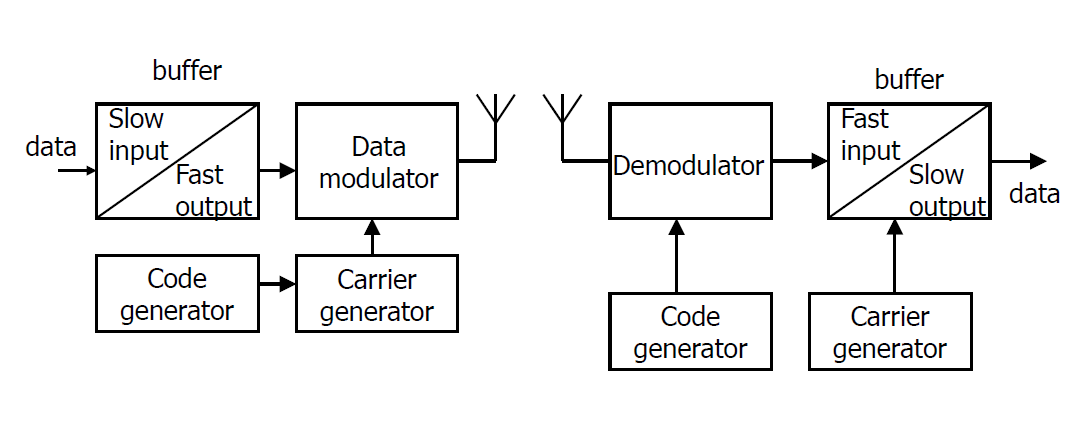 buffer
Slow
input
data
Fast
output
Data
modulator
Code
generator
Carrier
generator
buffer
Demodulator
Fast
input
Slow
output
data
Code
generator
Carrier
generator